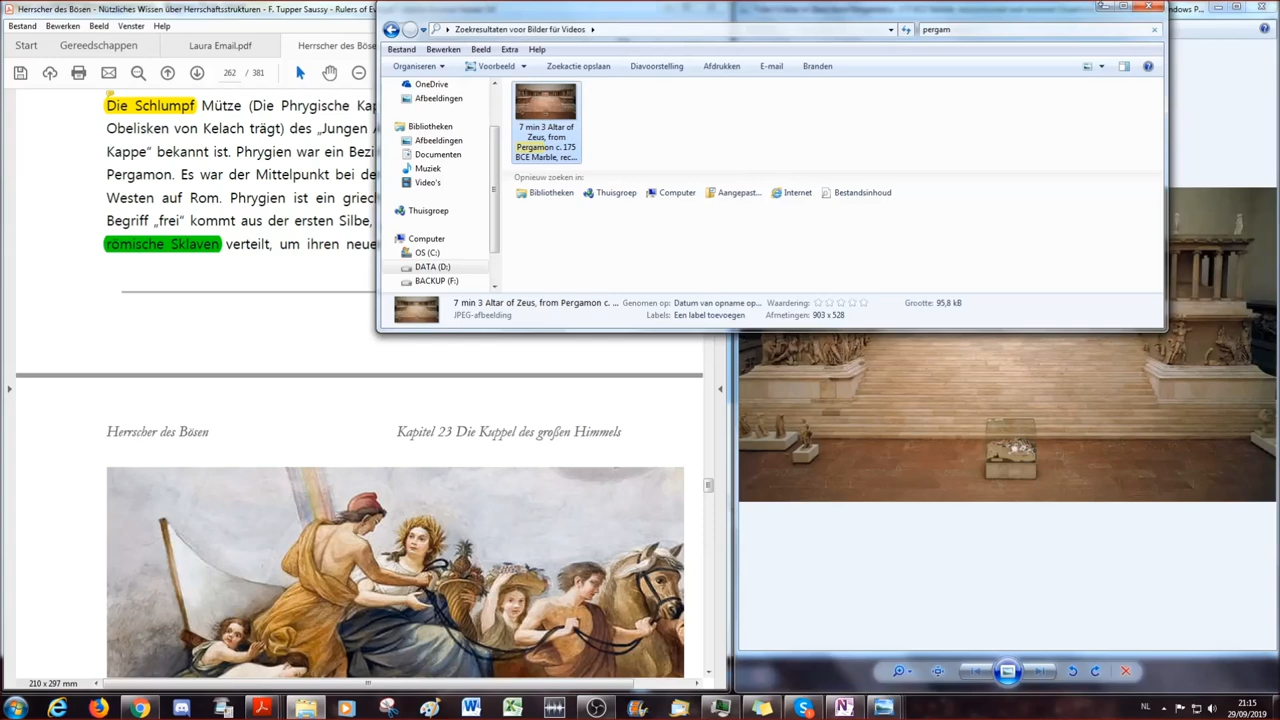 Herrscher des Bösen - Nützliches Wissen über Herrschaftsstrukturen - F. Tupper Saussy - Rulers of Ev
Bestand Bewerken Beeld Venster Help
Start Gereedschappen Laura Email.pdf Herrscher des Böse
262 / 381
Die Schlumpf Mütze (Die Phrygische Kap
Obelisken von Kelach trägt) des „Jungen A
Kappe" bekannt ist. Phrygien war ein Bezi
Pergamon. Es war der Mittelpunkt bei de
Westen auf Rom. Phrygien ist ein griec
Begriff „frei" kommt aus der ersten Silbe,
römische Sklaven verteilt, um ihren neue
Herrscher des Bösen Kapitel 23 Die Kuppel des großen Himmels
210 x 297 mm
Zoekresultaten voor Bilder für Videos
pergam
Bestand Bewerken Beeld Extra Help
Organiseren Voorbeeld Zoekactie opslaan Diavoorstelling Afdrukken E-mail Branden
OneDrive
Afbeeldingen
Bibliotheken
Afbeeldingen
Documenten
Muziek
Video's
Thuisgroep
Computer
OS (C:)
DATA (D:)
BACKUP (F:)
7 min 3 Altar of
Zeus, from
Pergamon c. 175
BCE Marble, rec...
Opnieuw zoeken in:
Bibliotheken Thuisgroep Computer Aangepast... Internet Bestandsinhoud
7 min 3 Altar of Zeus, from Pergamon c. ... Genomen op: Datum van opname op... Waardering: Grootte: 95,8 kB
JPEG-afbeelding Labels: Een label toevoegen Afmetingen: 903 x 528
NL
21:15
29/09/2019